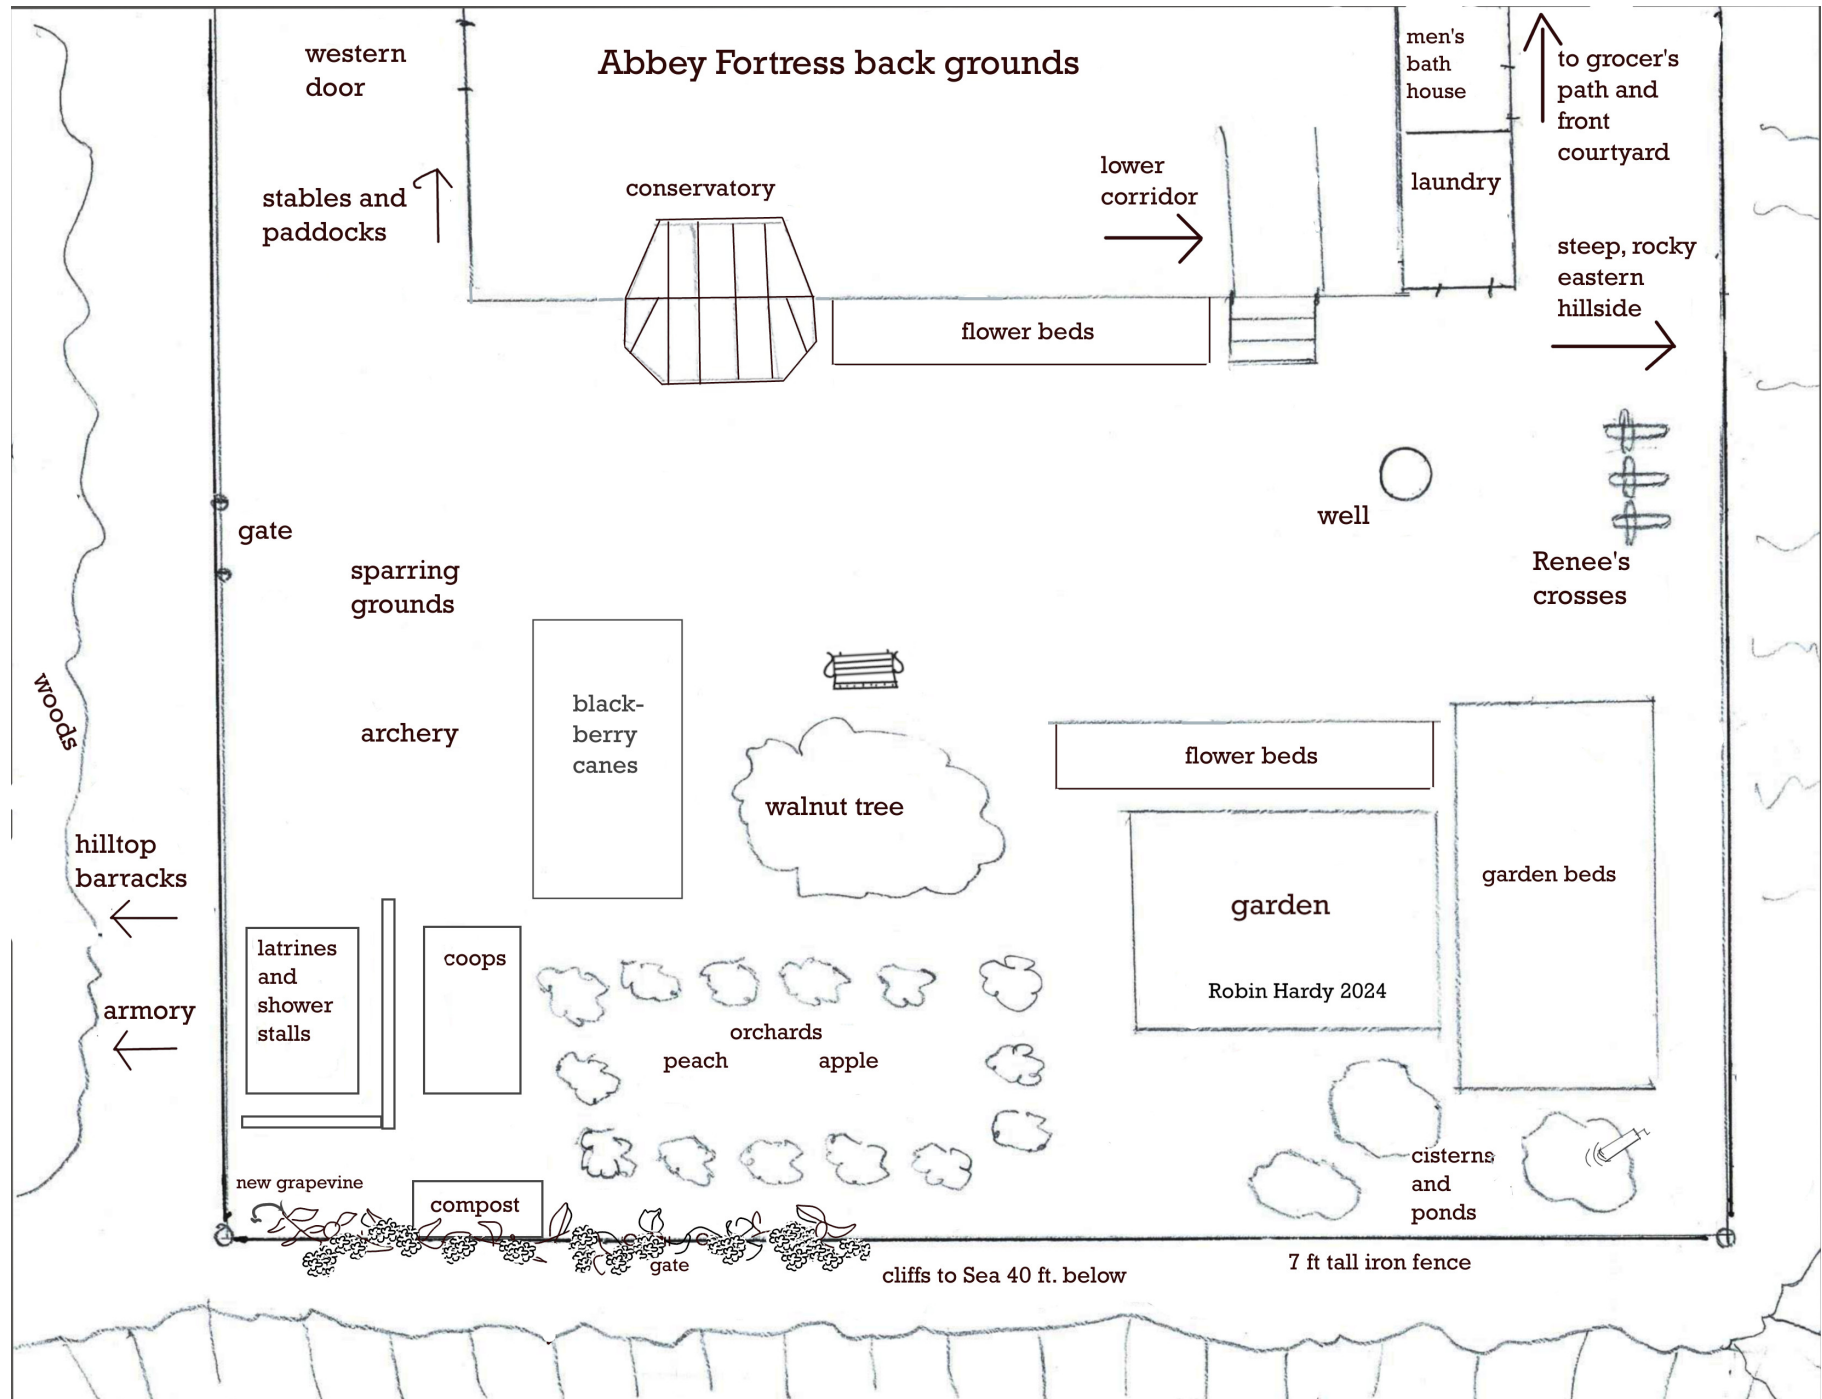 Abbey Fortress back grounds
western
door
men's
bath
house
to grocer's
path and
front
courtyard
stables and
paddocks
conservatory
lower
corridor
laundry
steep, rocky
eastern
hillside
flower beds
gate
well
sparring
grounds
Renee's
crosses
woods
archery
black-
berry
canes
walnut tree
flower beds
hilltop
barracks
garden
garden beds
latrines
and
shower
stalls
coops
armory
Robin Hardy 2024
orchards
peach apple
cisterns
and
ponds
new grapevine
compost
gate
cliffs to Sea 40 ft. below
7 ft tall iron fence